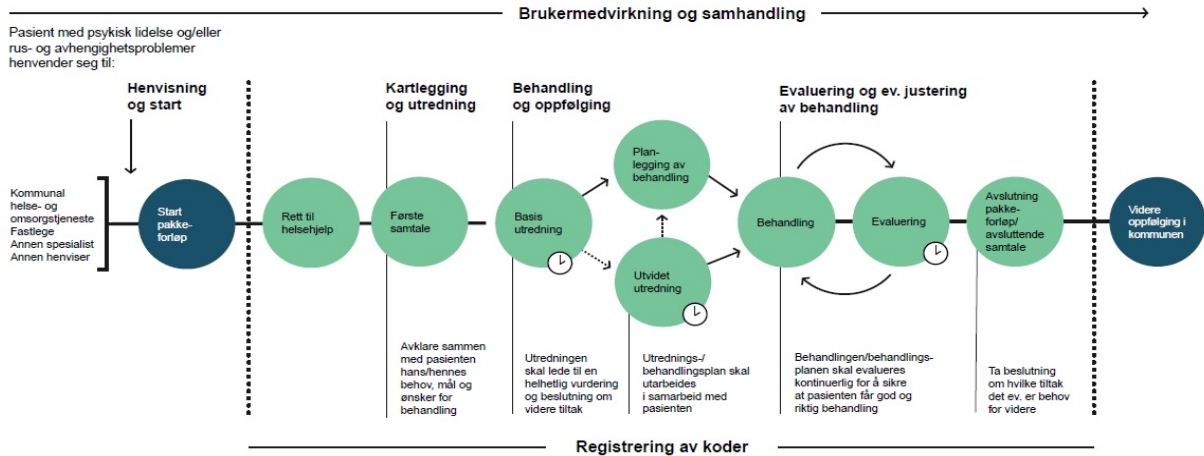 Brukermedvirkning og samhandling
Pasient med psykisk lidelse og/eller
rus- og avhengighetsproblemer
henvender seg til:
Henvisning
og start
Kartlegging
og utredning
Behandling
og oppfølging
Evaluering og ev. justering
av behandling
Kommunal
helse- og
omsorgstjeneste
Fastlege
Annen spesialist
Annen henviser
Start
pakke-
forløp
Rett til
helsehjelp
Første
samtale
Basis
utredning
Plan-
legging av
behandling
Utvidet
utredning
Behandling
Evaluering
Avslutning
pakke-
forløp/
avsluttende
samtale
Videre
oppfølging i
kommunen
Avklare sammen
med pasienten
hans/hennes
behov, mål og
ønsker for
behandling
Utredningen
skal lede til en
helhetlig vurdering
og beslutning om
videre tiltak
Utrednings-/
behandlingsplan skal
utarbeides
i samarbeid med
pasienten
Behandlingen/behandlings-
planen skal evalueres
kontinuerlig for å sikre
at pasienten får god og
riktig behandling
Ta beslutning
om hvilke tiltak
det ev. er behov
for videre
Registrering av koder